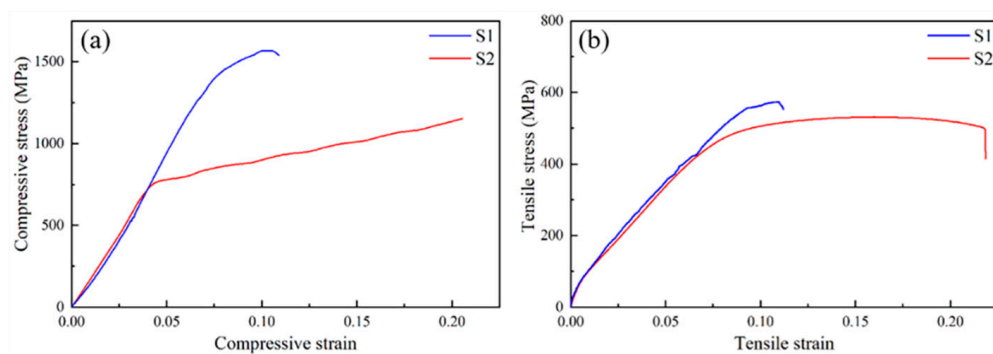 (a)
S1
S2
Compressive stress (MPa)
1500
1000
500
0
0.00
0.05
0.10
0.15
0.20
Compressive strain
(b)
S1
S2
Tensile stress (MPa)
800
600
400
200
0
0.00
0.05
0.10
0.15
0.20
Tensile strain